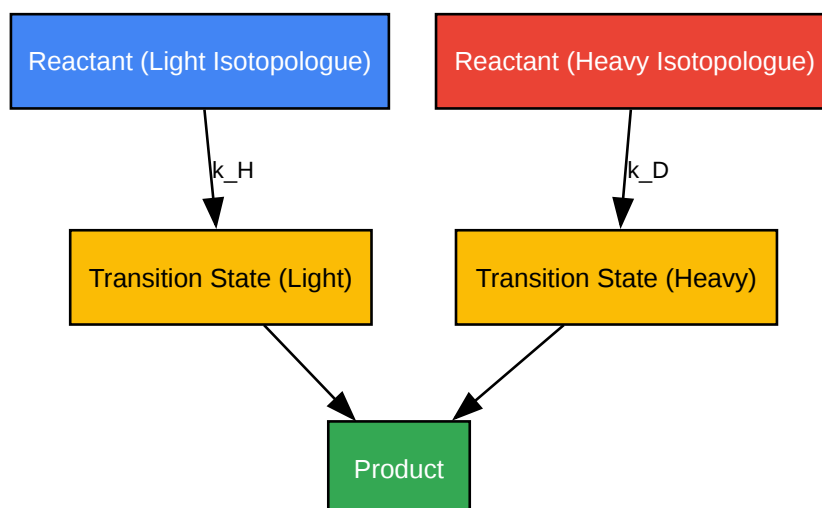 Reactant (Light Isotopologue)
Reactant (Heavy Isotopologue)
k_H
k_D
Transition State (Light)
Transition State (Heavy)
Product